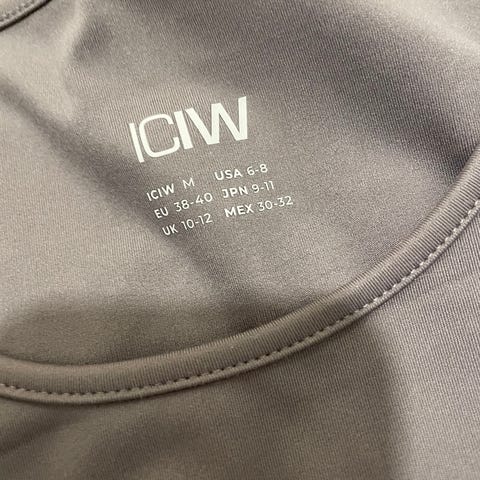 ICIW
ICIW M USA 6-8
EU 38-40 JPN 9-11
UK 10-12 MEX 30-32